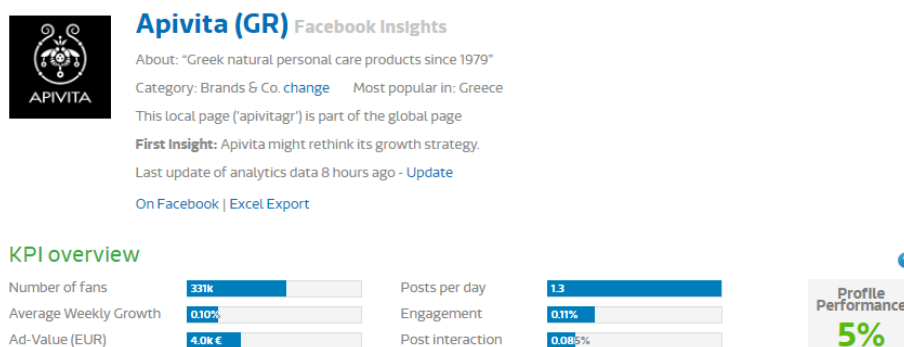 APIVITA
Apivita (GR) Facebook Insights
About: “Greek natural personal care products since 1979”
Category: Brands & Co. change Most popular in: Greece
This local page ('apivitagr') is part of the global page
First Insight: Apivita might rethink its growth strategy.
Last update of analytics data 8 hours ago - Update
On Facebook | Excel Export
KPI overview
Number of fans 331k Posts per day 1.3
Average Weekly Growth 0.10% Engagement 0.11%
Ad-Value (EUR) 4.0k € Post interaction 0.085%
Profile
Performance
5%